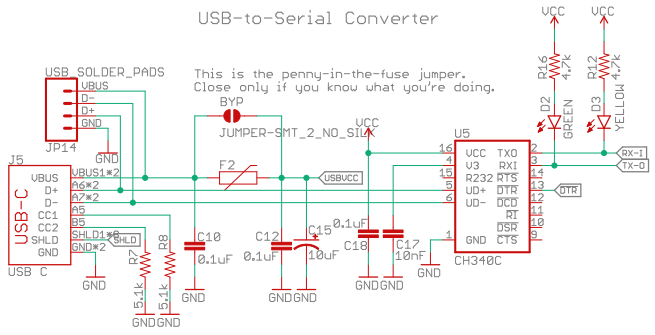 USB-to-Serial Converter
VCC VCC
USB_SOLDER_PADS
VBUS
D-
D+
GND
JP14
GND
This is the penny-in-the-fuse jumper.
Close only if you know what you're doing.
BYP
JUMPER-SMT_2_NO_SILK
R16
4.7k
R12
4.7k
D2
GREEN
D3
YELLOW
VCC
J5
USB-C
VBUS
D+
D-
CC1
CC2
SHLD
GND
USB C
VBUS1*2
A6*2
A7*2
A5
B5
SHLD1*8
GND*2
SHLD
GND
R7
5.1k
GND
R8
5.1k
GND
F2
USBVCC
C10
0.1uF
GND
C12
0.1uF
GND
C15
10uF
GND
0.1uF
C18
GND
C17
10nF
GND
U5
16 VCC TXO 2
4 V3 RXI 3
15 R232 RTS 14
5 UD+ DTR 13
6 UD- DCD 12
RI 11
DSR 10
1 GND CTS 9
CH340C
GND
RX-I
TX-O
DTR